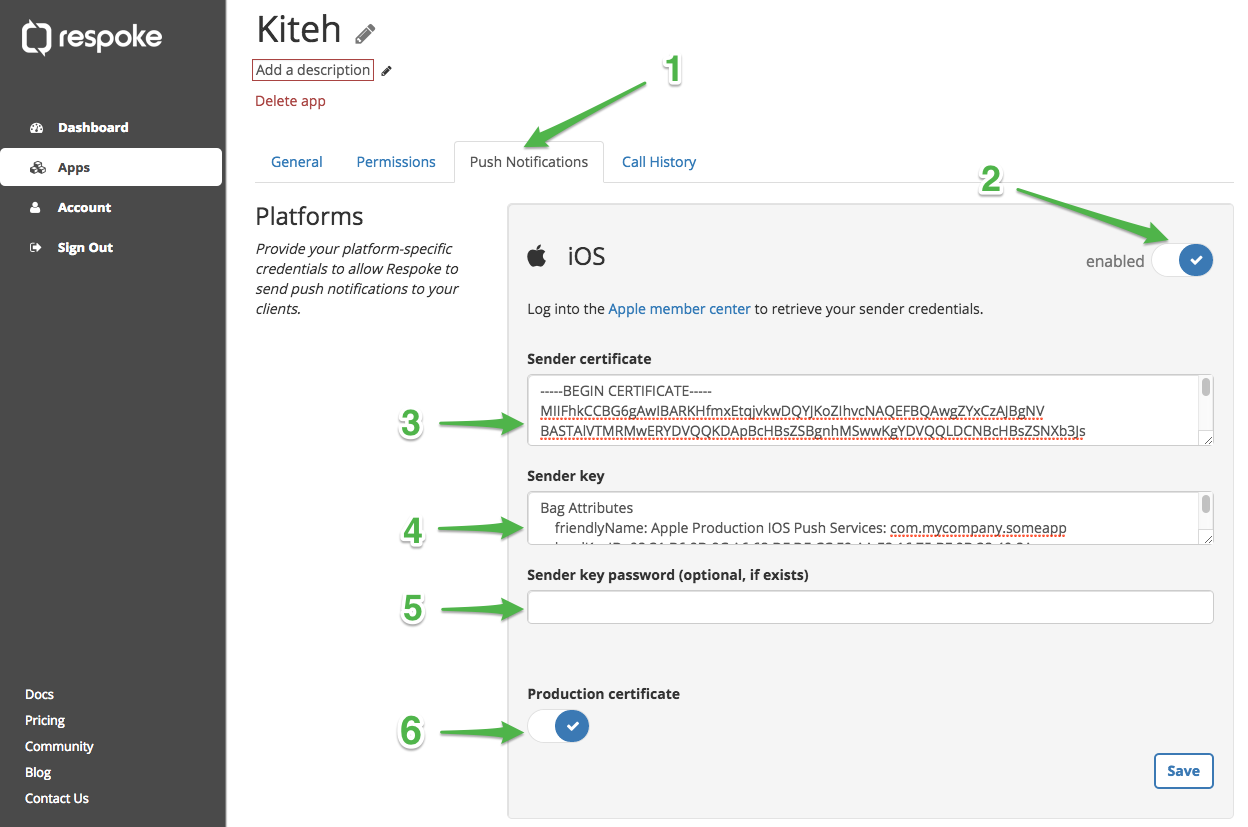 respoke
Dashboard
Apps
Account
Sign Out
Docs
Pricing
Community
Blog
Contact Us
Kiteh
Add a description
Delete app
1
General
Permissions
Push Notifications
Call History
2
Platforms
Provide your platform-specific
credentials to allow Respoke to
send push notifications to your
clients.
iOS
enabled
Log into the Apple member center to retrieve your sender credentials.
Sender certificate
3
-----BEGIN CERTIFICATE-----
MIIFhkCCBG6gAwIBARKHfmxEtqjvkwDQYJKoZIhvcNAQEFBQAwgZYxCzAJBgNV
BASTAlVTMRMwERYDVQQKDApBcHBsZSBgnhMSwwKgYDVQQLDCNBcHBsZSNXb3Js
Sender key
4
Bag Attributes
friendlyName: Apple Production IOS Push Services: com.mycompany.someapp
Sender key password (optional, if exists)
5
Production certificate
6
Save